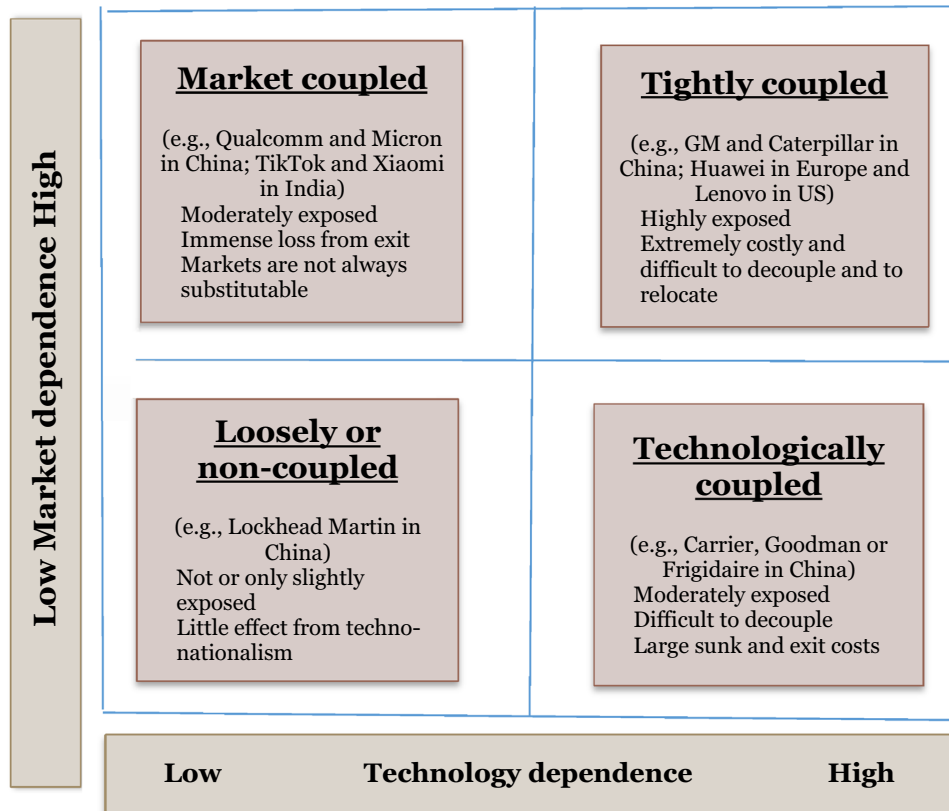 Low Market dependence High
Market coupled
(e.g., Qualcomm and Micron
in China; TikTok and Xiaomi
in India)
Moderately exposed
Immense loss from exit
Markets are not always
substitutable
Tightly coupled
(e.g., GM and Caterpillar in
China; Huawei in Europe and
Lenovo in US)
Highly exposed
Extremely costly and
difficult to decouple and to
relocate
Loosely or
non-coupled
(e.g., Lockhead Martin in
China)
Not or only slightly
exposed
Little effect from techno-
nationalism
Technologically
coupled
(e.g., Carrier, Goodman or
Frigidaire in China)
Moderately exposed
Difficult to decouple
Large sunk and exit costs
Low Technology dependence High